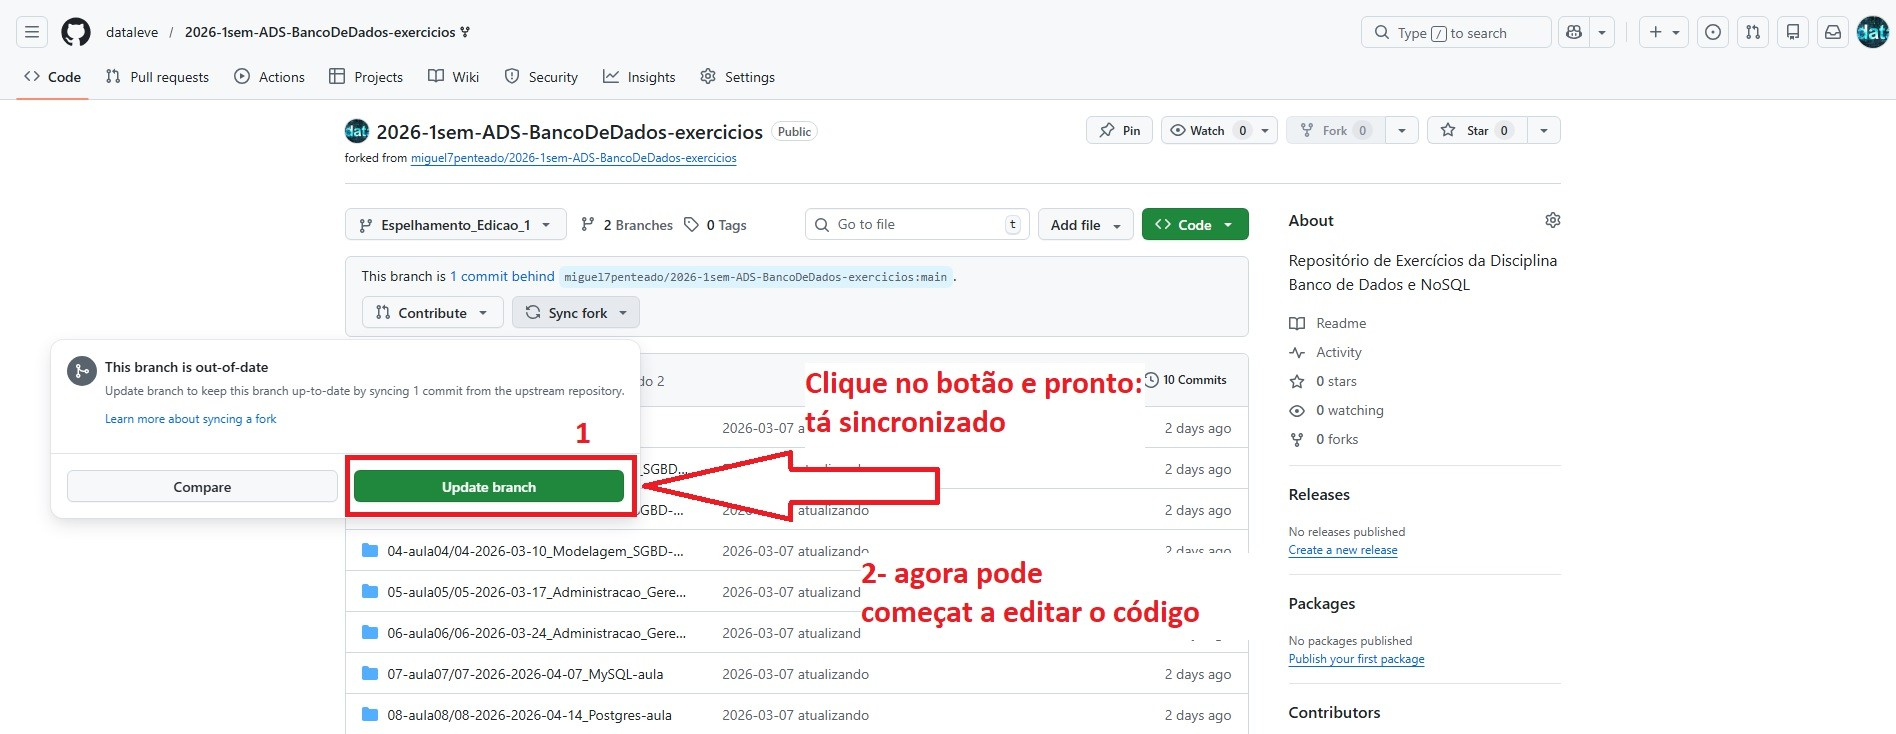 dataleve / 2026-1sem-ADS-BancoDeDados-exercicios
Type / to search
Code Pull requests Actions Projects Wiki Security Insights Settings
2026-1sem-ADS-BancoDeDados-exercicios Public
Pin Watch 0 Fork 0 Star 0
forked from miguel7penteado/2026-1sem-ADS-BancoDeDados-exercicios
Espelhamento_Edicao_1 2 Branches 0 Tags Go to file t Add file Code
This branch is 1 commit behind miguel7penteado/2026-1sem-ADS-BancoDeDados-exercicios:main .
Contribute Sync fork
This branch is out-of-date
Update branch to keep this branch up-to-date by syncing 1 commit from the upstream repository.
Learn more about syncing a fork
1
Compare Update branch
do 2 10 Commits
Clique no botão e pronto:
tá sincronizado
2026-03-07 a 2 days ago
_SGBD... 2 days ago
GBD-... atualizando 2 days ago
04-aula04/04-2026-03-10_Modelagem_SGBD-... 2026-03-07 atualizando 2 days ago
2- agora pode
começat a editar o código
05-aula05/05-2026-03-17_Administracao_Gere... 2026-03-07 atualizand
06-aula06/06-2026-03-24_Administracao_Gere... 2026-03-07 atualizand
07-aula07/07-2026-2026-04-07_MySQL-aula 2026-03-07 atualizando 2 days ago
08-aula08/08-2026-2026-04-14_Postgres-aula 2026-03-07 atualizando 2 days ago
About
Repositório de Exercícios da Disciplina
Banco de Dados e NoSQL
Readme
Activity
0 stars
0 watching
0 forks
Releases
No releases published
Create a new release
Packages
No packages published
Publish your first package
Contributors